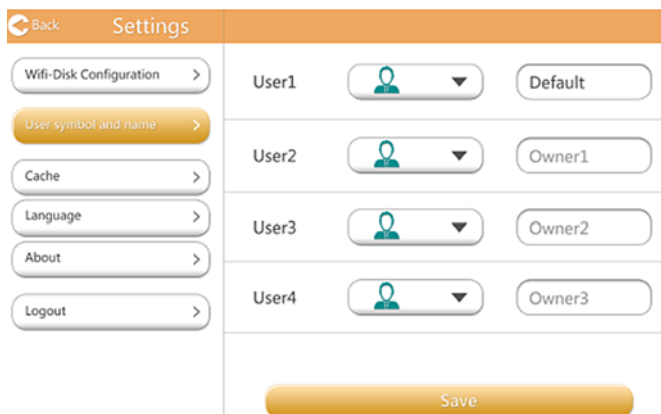 Back Settings
Wifi-Disk Configuration
User symbol and name
Cache
Language
About
Logout
User1 Default
User2 Owner1
User3 Owner2
User4 Owner3
Save